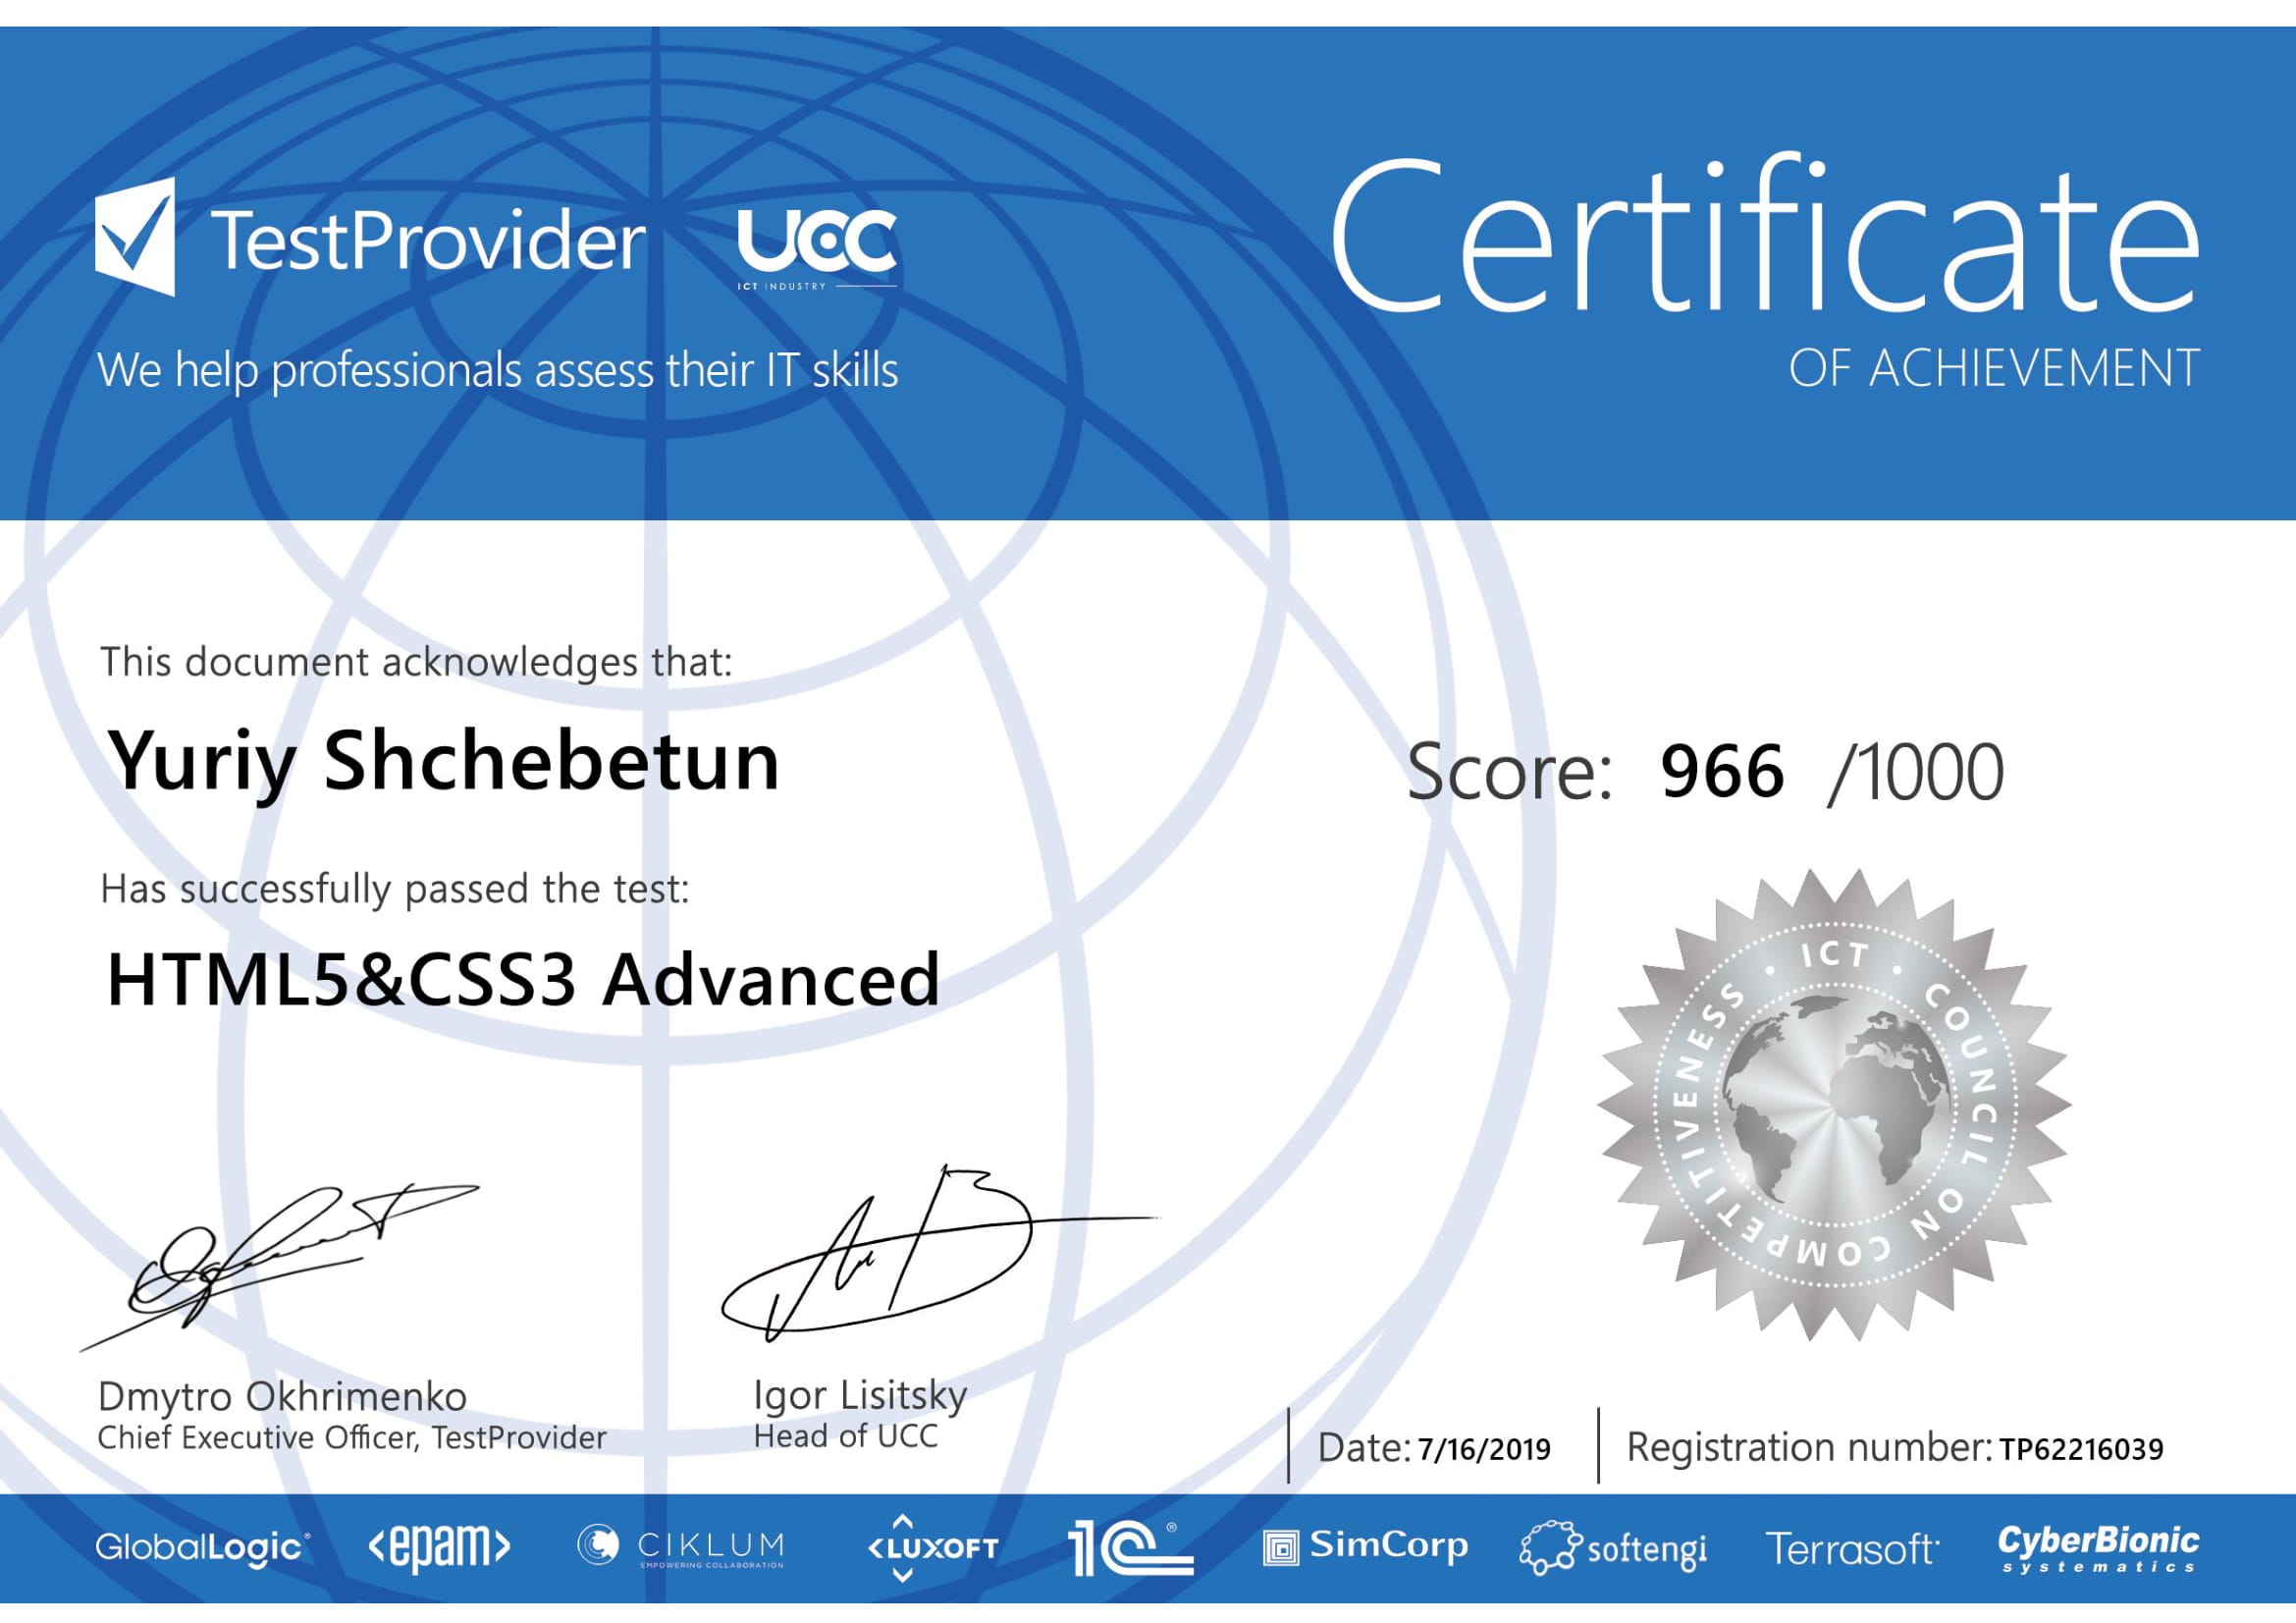 TestProvider
UCC
ICT INDUSTRY
We help professionals assess their IT skills
Certificate
OF ACHIEVEMENT
This document acknowledges that:
Yuriy Shchebetun
Score: 966 /1000
Has successfully passed the test:
HTML5&CSS3 Advanced
ICT • COUNCIL ON COMPETITIVENESS •
Dmytro Okhrimenko
Chief Executive Officer, TestProvider
Igor Lisitsky
Head of UCC
Date: 7/16/2019
Registration number: TP62216039
GlobalLogic®
<epam>
CIKLUM
EMPOWERING COLLABORATION
<LUXOFT
1C®
SimCorp
softengi
Terrasoft
CyberBionic
systematics